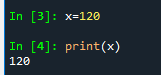 In [3]: x=120
In [4]: print(x)
120